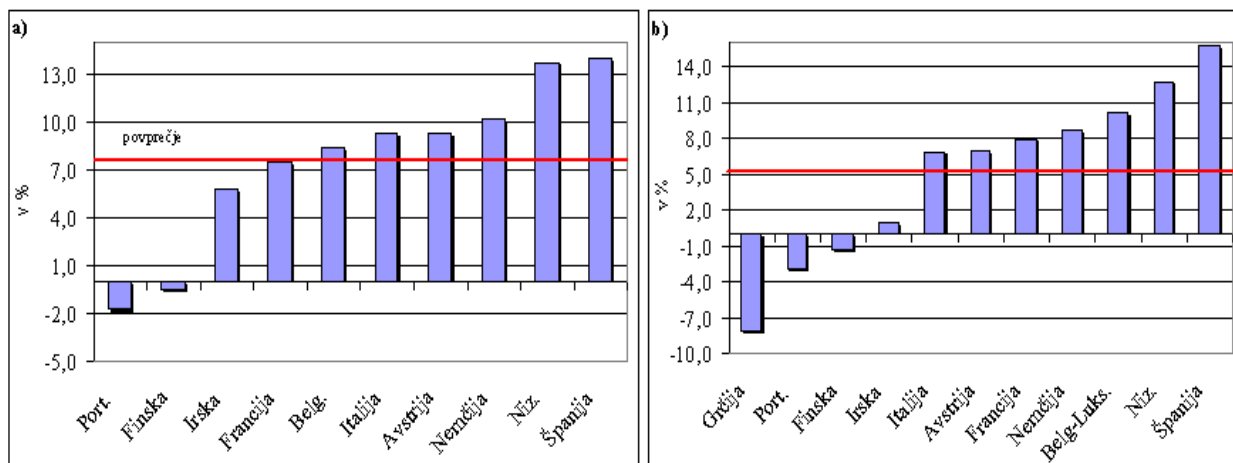 a)
13,0
10,0
povprečje
7,0
4,0
1,0
-2,0
-5,0
v %
Port.
Finska
Irska
Francija
Belg.
Italija
Avstrija
Nemčija
Niz.
Španija
b)
14,0
11,0
8,0
5,0
2,0
-1,0
-4,0
-7,0
-10,0
v %
Grčija
Port.
Finska
Irska
Italija
Avstrija
Francija
Nemčija
Belg-Luks.
Niz.
Španija